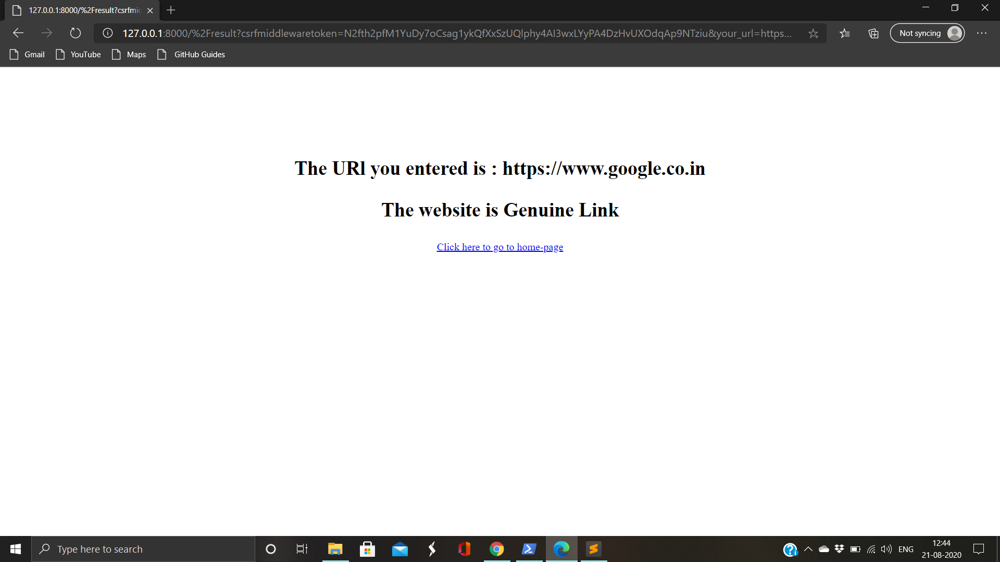 127.0.0.1:8000/%2Fresult?csrfmid
127.0.0.1:8000/%2Fresult?csrfmiddlewaretoken=N2fth2pfM1YuDy7oCsag1ykQfXxSzUQlphy4AI3wxLYyPA4DzHvUXOdqAp9NTziu&your_url=https...
Not syncing
Gmail YouTube Maps GitHub Guides
The URl you entered is : https://www.google.co.in
The website is Genuine Link
Click here to go to home-page
Type here to search
ENG
12:44
21-08-2020